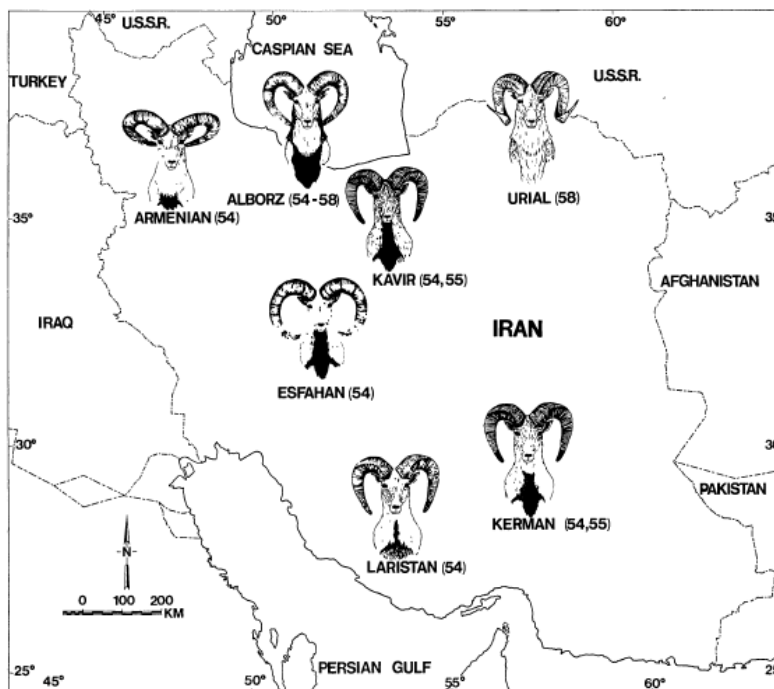 45° U.S.S.R. 50° 55° 60°
CASPIAN SEA
TURKEY
U.S.S.R.
ARMENIAN (54)
ALBORZ (54-58)
URIAL (58)
35°
KAVIR (54,55)
AFGHANISTAN
IRAQ
IRAN
ESFAHAN (54)
30°
PAKISTAN
KERMAN (54,55)
LARISTAN (54)
-N-
0 100 200
KM
25° 45° 50° 55° 60°
PERSIAN GULF